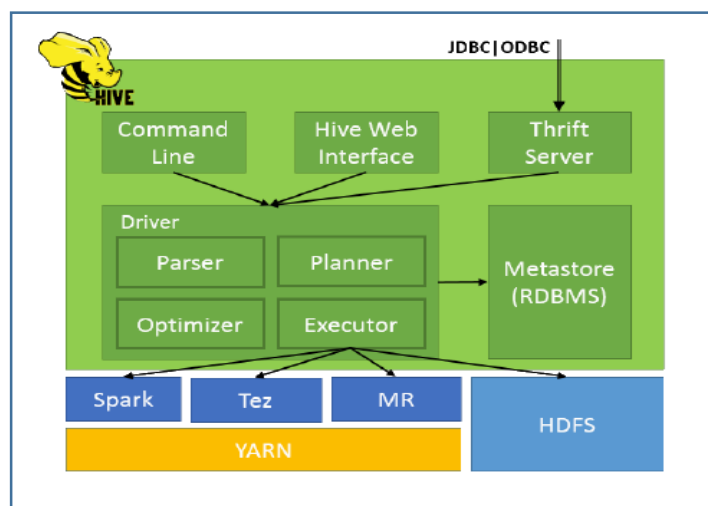 JDBC|ODBC
HIVE
Command
Line
Hive Web
Interface
Thrift
Server
Driver
Parser
Planner
Optimizer
Executor
Metastore
(RDBMS)
Spark
Tez
MR
HDFS
YARN